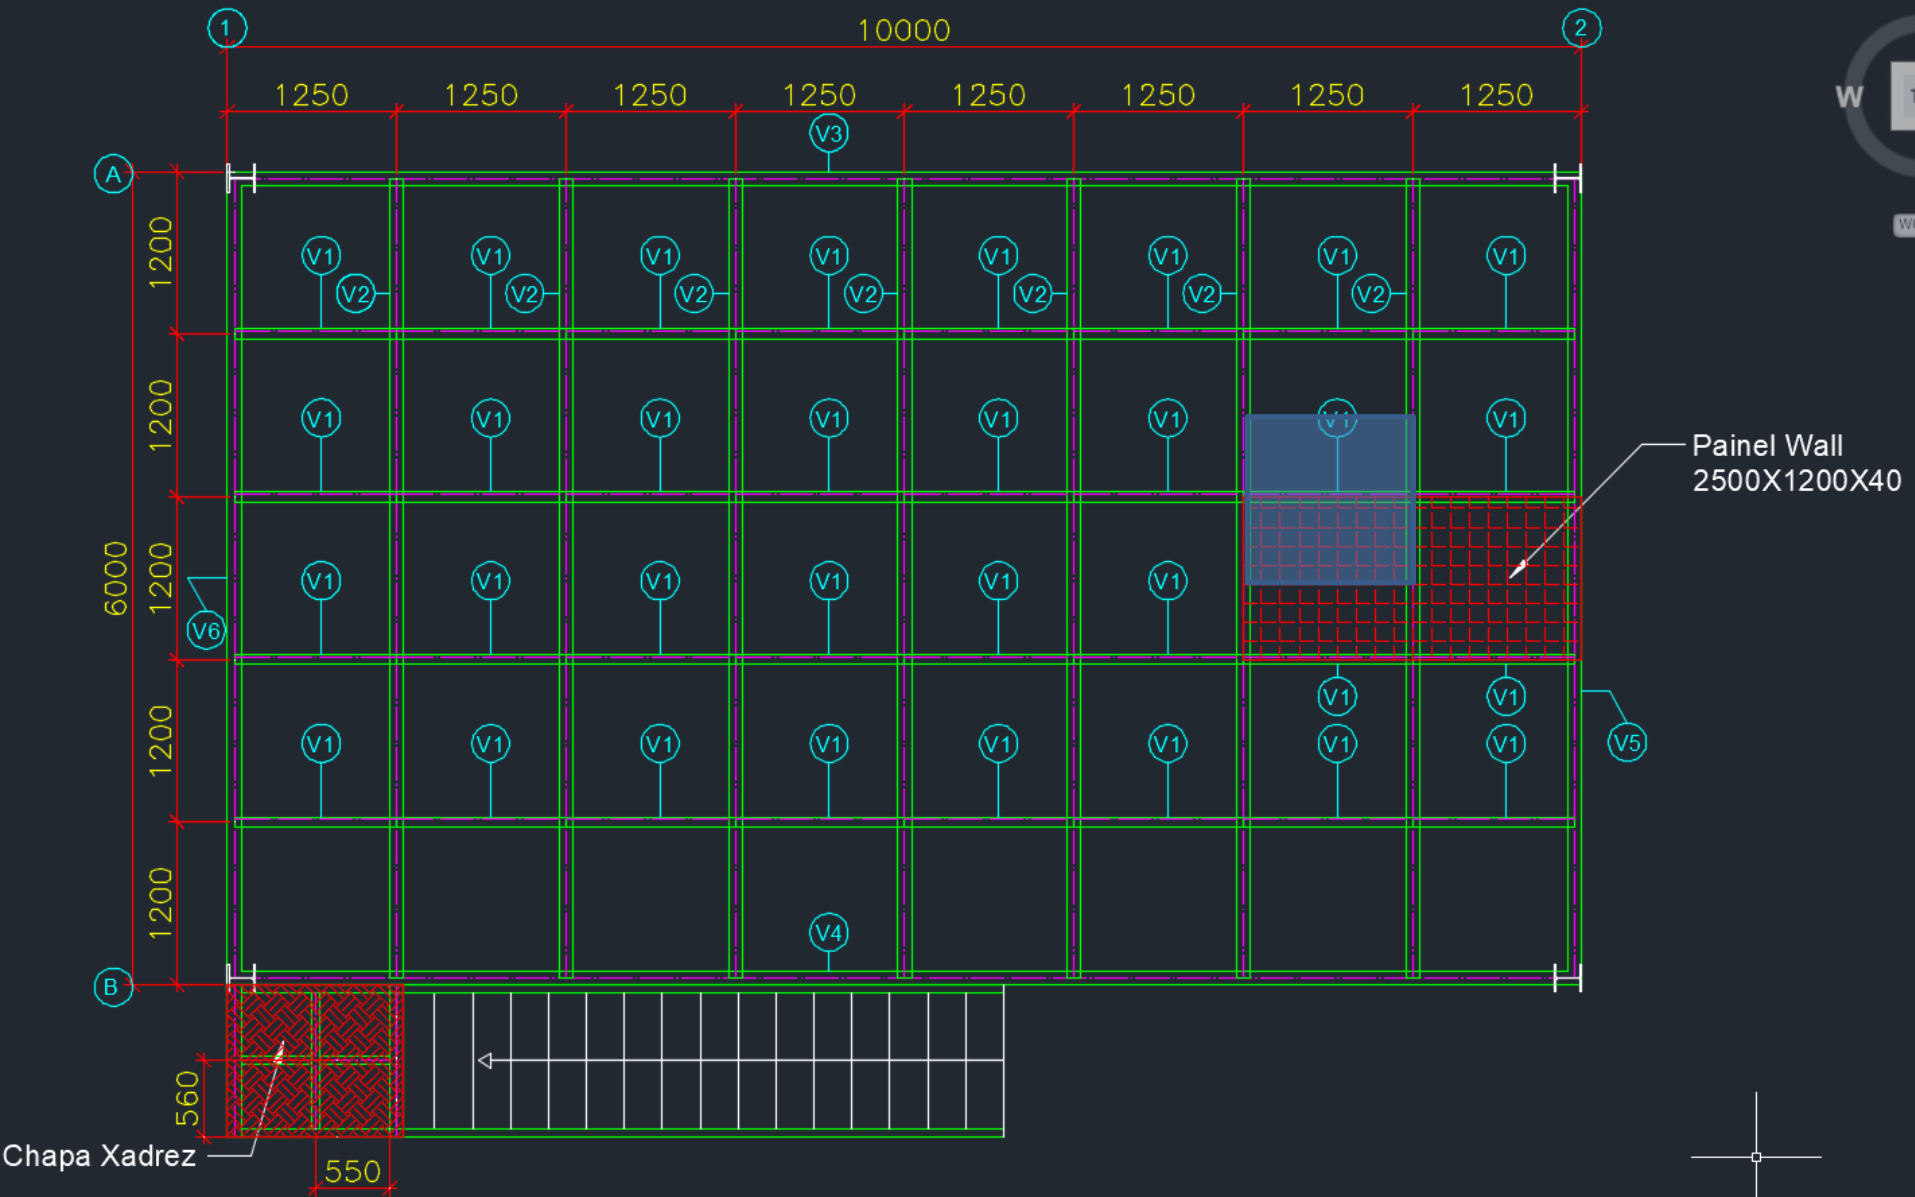 1
10000
2
1250 1250 1250 1250 1250 1250 1250 1250
W
V3
A
1200
V1 V1 V1 V1 V1 V1 V1 V1
V2 V2 V2 V2 V2 V2 V2
1200
V1 V1 V1 V1 V1 V1 V1 V1
Painel Wall
2500X1200X40
6000
1200
V1 V1 V1 V1 V1 V1
V6
V1 V1
1200
V1 V1 V1 V1 V1 V1 V1 V1
V5
1200
V4
B
560
Chapa Xadrez
550